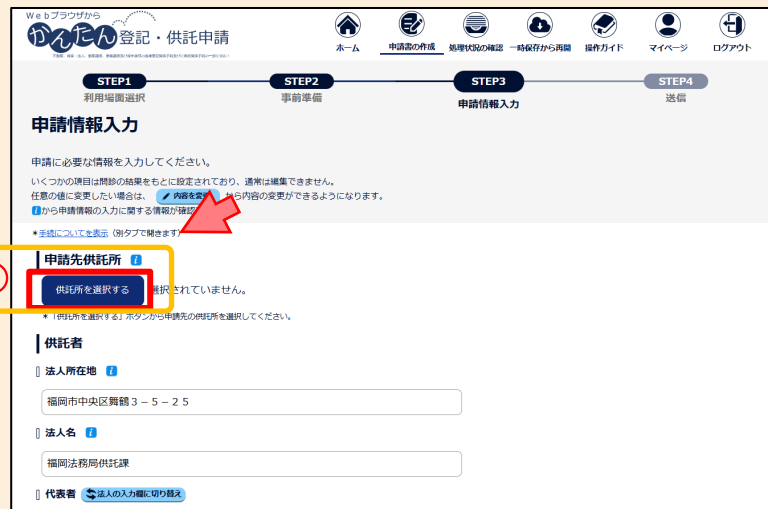 Webブラウザから
かんたん登記・供託申請
ホーム
申請書の作成
処理状況の確認
一時保存から再開
操作ガイド
マイページ
ログアウト
STEP1
利用場面選択
STEP2
事前準備
STEP3
申請情報入力
STEP4
送信
申請情報入力
申請に必要な情報を入力してください。
いくつかの項目は問診の結果をもとに設定されており、通常は編集できません。
任意の値に変更したい場合は、 内容を変 ら内容の変更ができるようになります。
iから申請情報の入力に関する情報が確認
*手続についてを表示（別タブで開きます）
申請先供託所 i
供託所を選択する 選択されていません。
*「供託所を選択する」ボタンから申請先の供託所を選択してください。
供託者
法人所在地 i
福岡市中央区舞鶴３－５－２５
法人名 i
福岡法務局供託課
代表者 法人の入力欄に切り替え